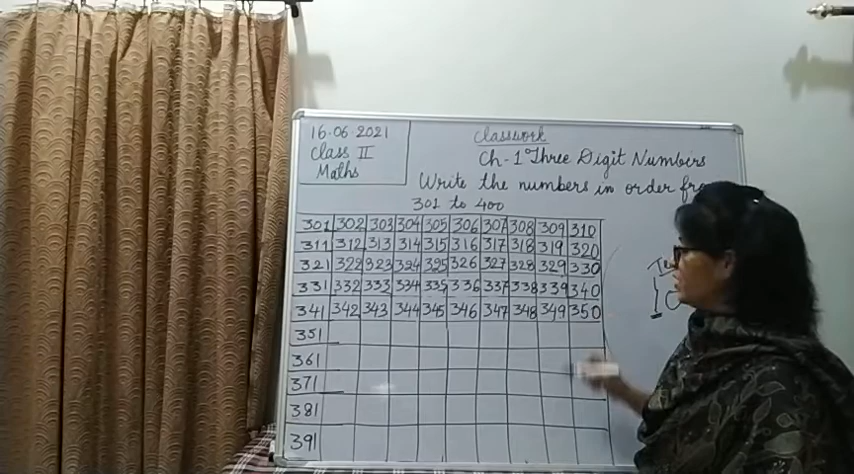 16.06.2021
Class II
Maths
Classwork
Ch-1 Three Digit Numbers
Write the numbers in order
301 to 400
301 302 303 304 305 306 307 308 309 310
311 312 313 314 315 316 317 318 319 320
321 322 323 324 325 326 327 328 329 330
331 332 333 334 335 336 337 338 339 340
341 342 343 344 345 346 347 348 349 350
351
361
371
381
391